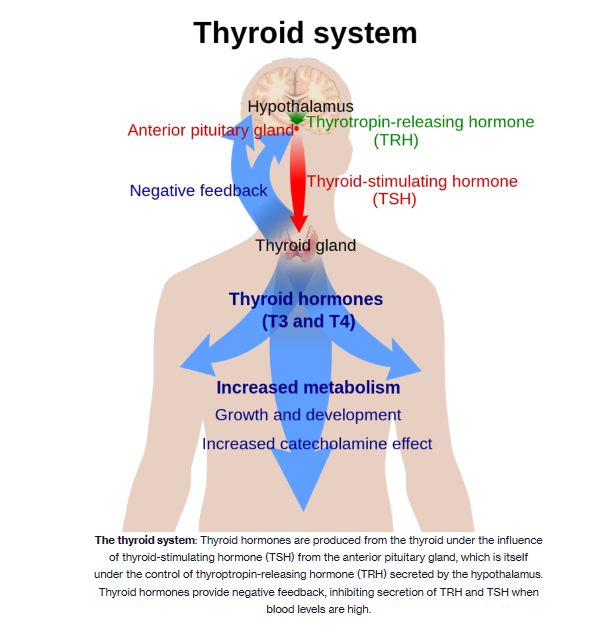 Thyroid system
Hypothalamus
Thyrotropin-releasing hormone
(TRH)
Anterior pituitary gland
Thyroid-stimulating hormone
(TSH)
Negative feedback
Thyroid gland
Thyroid hormones
(T3 and T4)
Increased metabolism
Growth and development
Increased catecholamine effect
The thyroid system: Thyroid hormones are produced from the thyroid under the influence
of thyroid-stimulating hormone (TSH) from the anterior pituitary gland, which is itself
under the control of thyroptropin-releasing hormone (TRH) secreted by the hypothalamus.
Thyroid hormones provide negative feedback, inhibiting secretion of TRH and TSH when
blood levels are high.